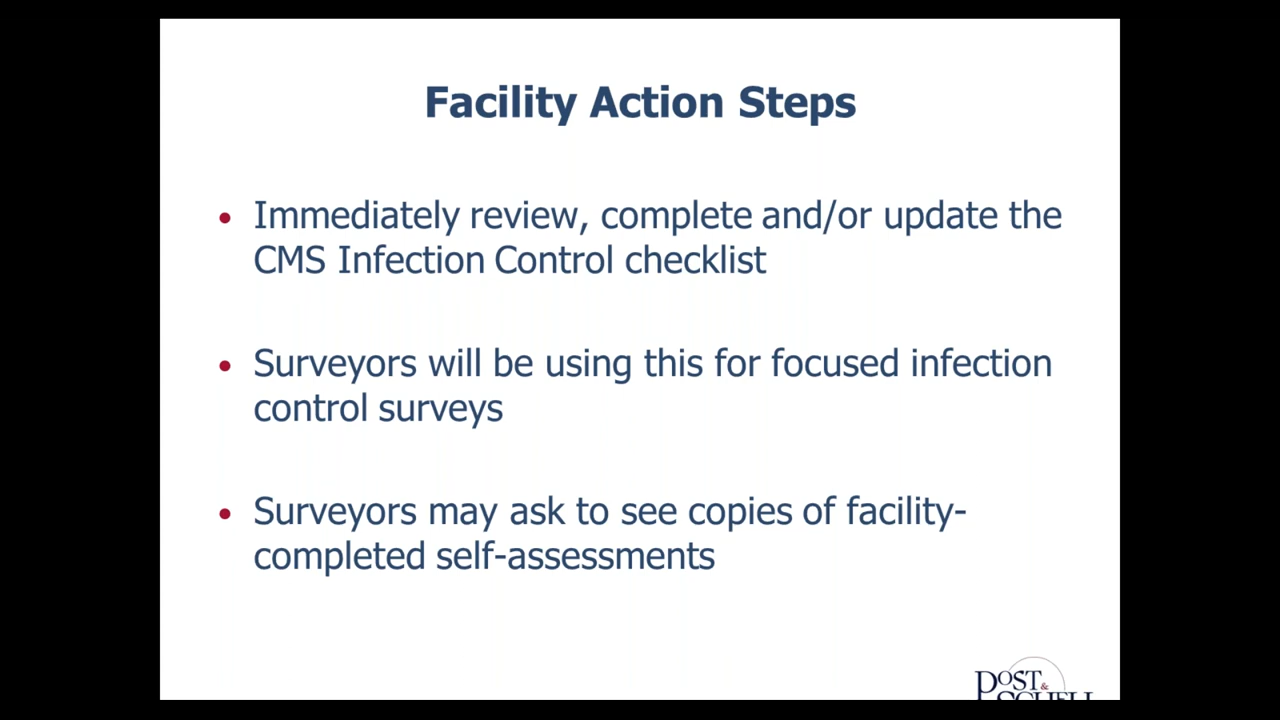 Facility Action Steps
• Immediately review, complete and/or update the
CMS Infection Control checklist
• Surveyors will be using this for focused infection
control surveys
• Surveyors may ask to see copies of facility-
completed self-assessments
POST &
SCHELL